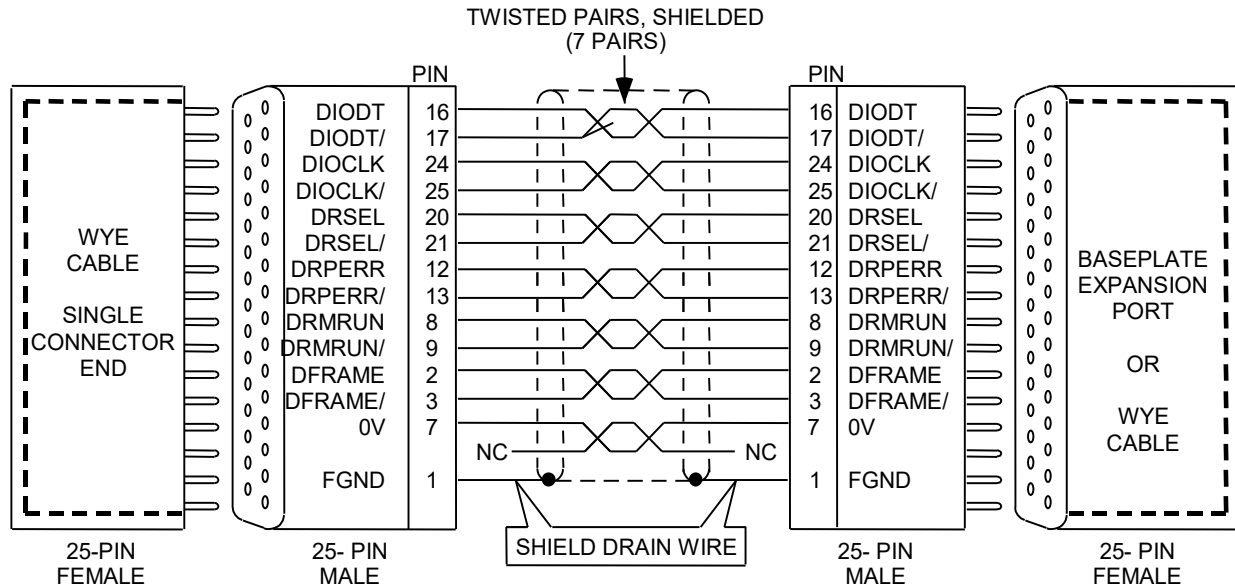 TWISTED PAIRS, SHIELDED
(7 PAIRS)
PIN PIN
DIODT 16 16 DIODT
DIODT/ 17 17 DIODT/
DIOCLK 24 24 DIOCLK
DIOCLK/ 25 25 DIOCLK/
DRSEL 20 20 DRSEL
DRSEL/ 21 21 DRSEL/
DRPERR 12 12 DRPERR
DRPERR/ 13 13 DRPERR/
DRMRUN 8 8 DRMRUN
DRMRUN/ 9 9 DRMRUN/
DFRAME 2 2 DFRAME
DFRAME/ 3 3 DFRAME/
0V 7 7 0V
NC NC
FGND 1 1 FGND
WYE
CABLE
SINGLE
CONNECTOR
END
BASEPLATE
EXPANSION
PORT
OR
WYE
CABLE
SHIELD DRAIN WIRE
25-PIN
FEMALE
25- PIN
MALE
25- PIN
MALE
25- PIN
FEMALE